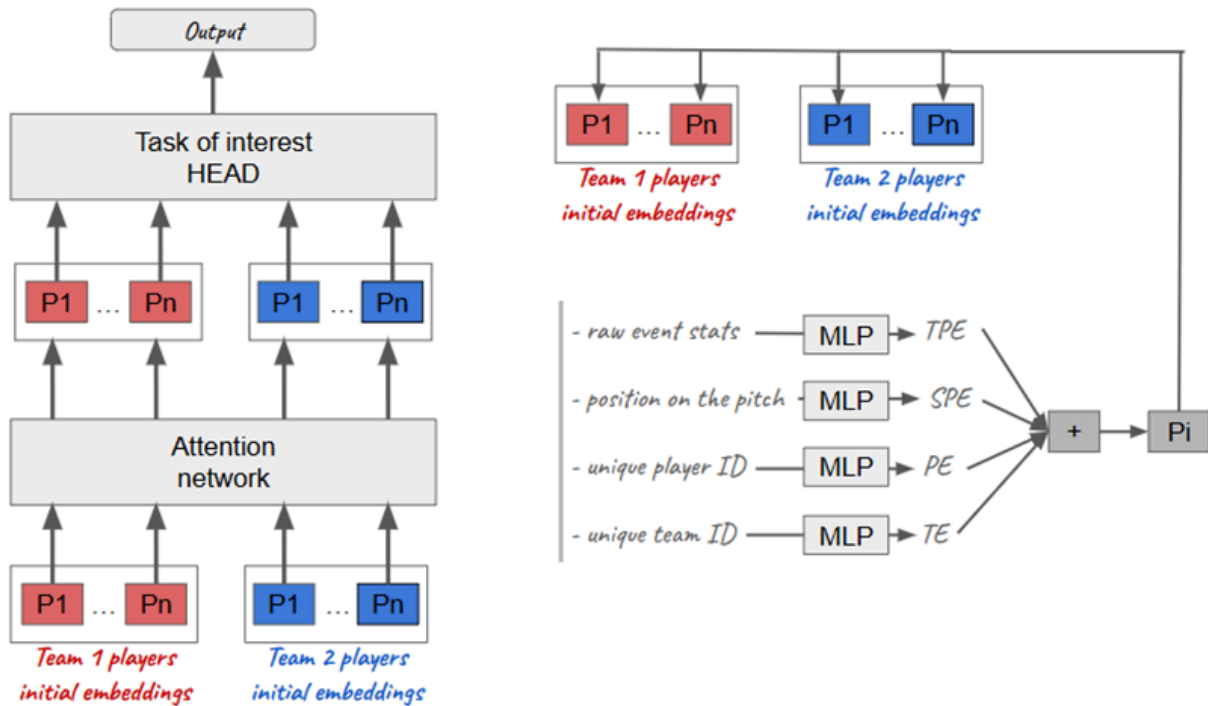 Output
Task of interest
HEAD
P1 ... Pn P1 ... Pn
Attention
network
P1 ... Pn P1 ... Pn
Team 1 players
initial embeddings
Team 2 players
initial embeddings
P1 ... Pn P1 ... Pn
Team 1 players
initial embeddings
Team 2 players
initial embeddings
- raw event stats MLP TPE
- position on the pitch MLP SPE
- unique player ID MLP PE
- unique team ID MLP TE
+ Pi